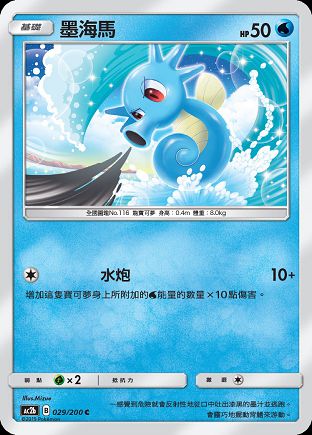 基礎 墨海馬 HP50
全國圖鑑No.116 龍寶可夢 身高：0.4m 體重：8.0kg
水炮 10+
增加這隻寶可夢身上所附加的能量的數量×10點傷害。
弱點 ×2 抵抗力 撤退
Illus.Mizue
一感覺到危險就會反射性地從口中吐出漆黑的墨汁並逃跑。
AC2b B 029/200 C
會靈巧地擺動背鰭來游泳。
©2019 Pokémon